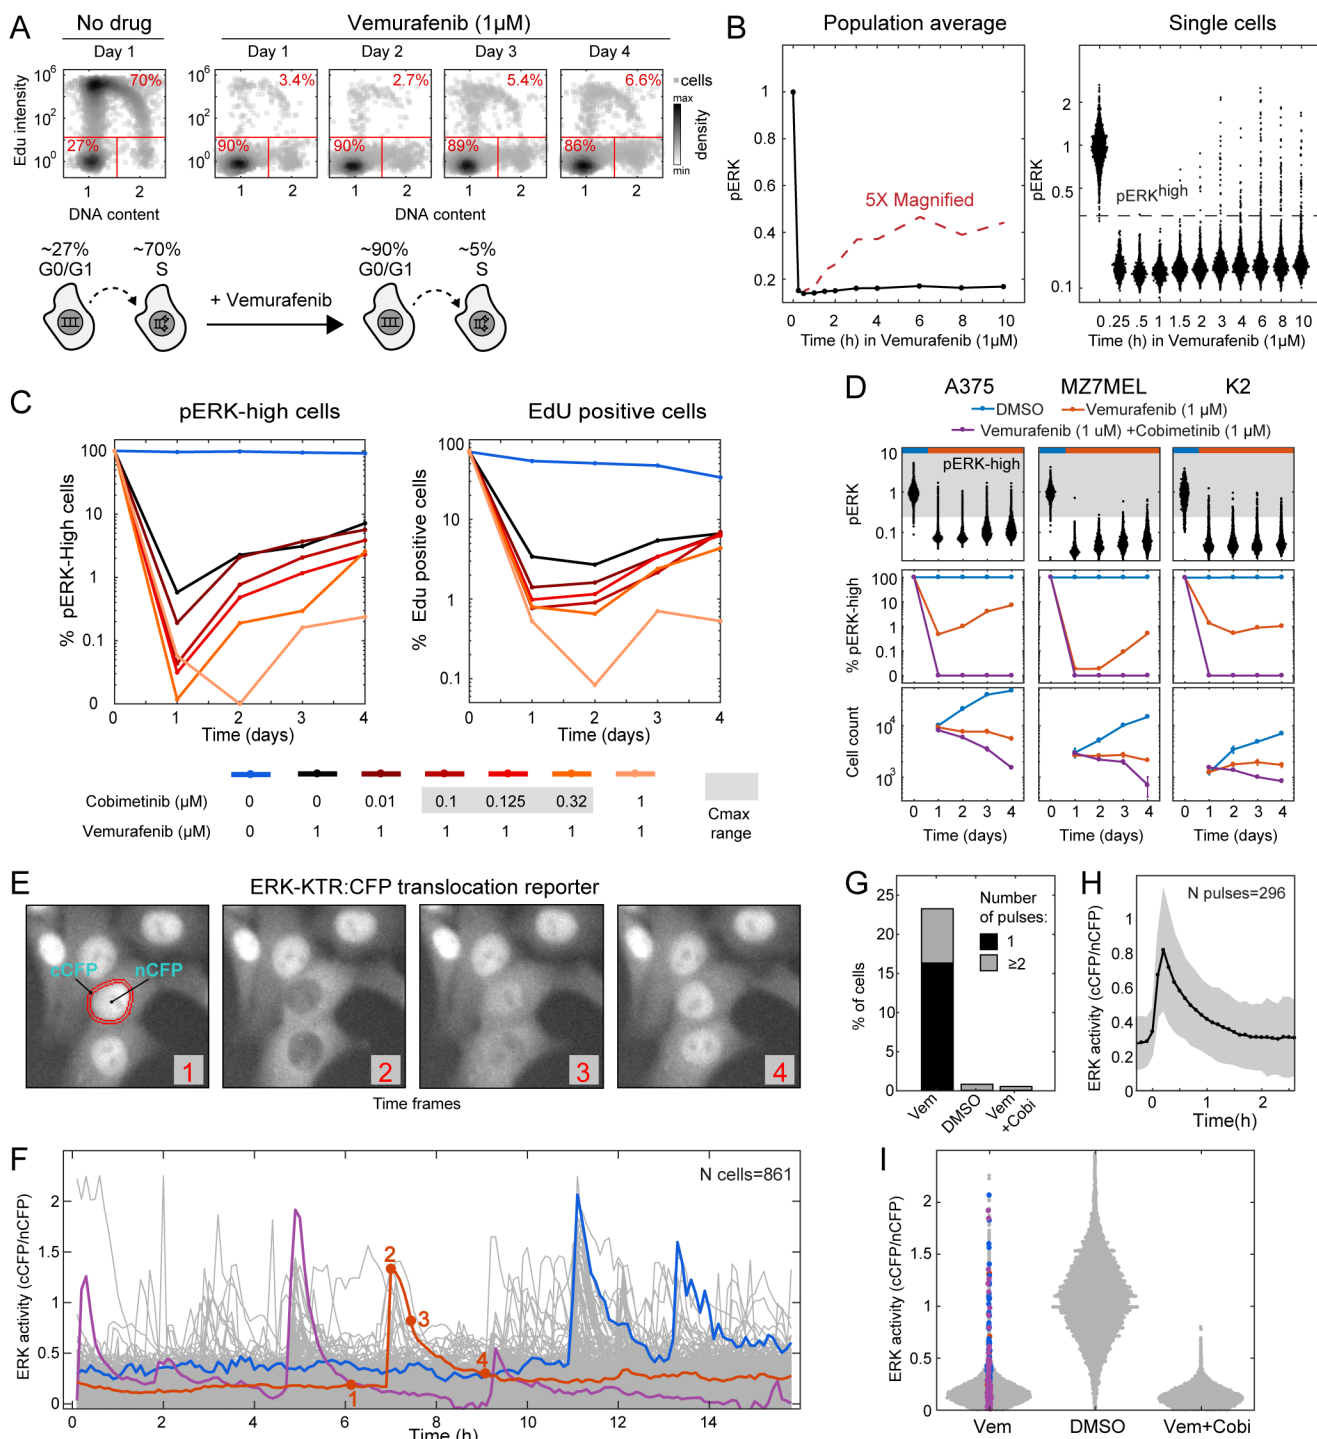 A
No drug
Vemurafenib (1µM)
Day 1
Day 1
Day 2
Day 3
Day 4
Edu intensity
10^6
10^4
10^2
10^0
70%
27%
3.4%
90%
2.7%
90%
5.4%
89%
6.6%
86%
cells
max
density
min
1 2
1 2 1 2 1 2 1 2
DNA content
DNA content
~27%
G0/G1
~70%
S
+ Vemurafenib
~90%
G0/G1
~5%
S
B
Population average
Single cells
pERK
1
0.8
0.6
0.4
0.2
5X Magnified
0 2 4 6 8 10
Time (h) in Vemurafenib (1µM)
pERK
2
1
0.5
0.1
pERK^high
0 0.25 .5 1 1.5 2 3 4 6 8 10
Time (h) in Vemurafenib (1µM)
C
pERK-high cells
EdU positive cells
% pERK-High cells
100
10
1
0.1
0
0 1 2 3 4
Time (days)
% Edu positive cells
100
10
1
0.1
0 1 2 3 4
Time (days)
Cobimetinib (µM) 0 0 0.01 0.1 0.125 0.32 1
Vemurafenib (µM) 0 1 1 1 1 1 1
Cmax
range
D
A375 MZ7MEL K2
DMSO Vemurafenib (1 µM)
Vemurafenib (1 uM) +Cobimetinib (1 µM)
pERK
10
1
0.1
pERK-high
% pERK-high
100
10
1
0.1
0
Cell count
10^4
10^3
0 1 2 3 4 0 1 2 3 4 0 1 2 3 4
Time (days) Time (days) Time (days)
E
ERK-KTR:CFP translocation reporter
cCFP nCFP
1 2 3 4
Time frames
F
ERK activity (cCFP/nCFP)
2
1.5
1
0.5
0
N cells=861
1
2
3
4
0 2 4 6 8 10 12 14
Time (h)
G
% of cells
25
20
15
10
5
0
Number
of pulses:
1
≥2
Vem
DMSO
Vem
+Cobi
H
ERK activity (cCFP/nCFP)
1
0.8
0.6
0.4
0.2
0
N pulses=296
0 1 2
Time(h)
I
ERK activity (cCFP/nCFP)
2
1.5
1
0.5
0
Vem DMSO Vem+Cobi